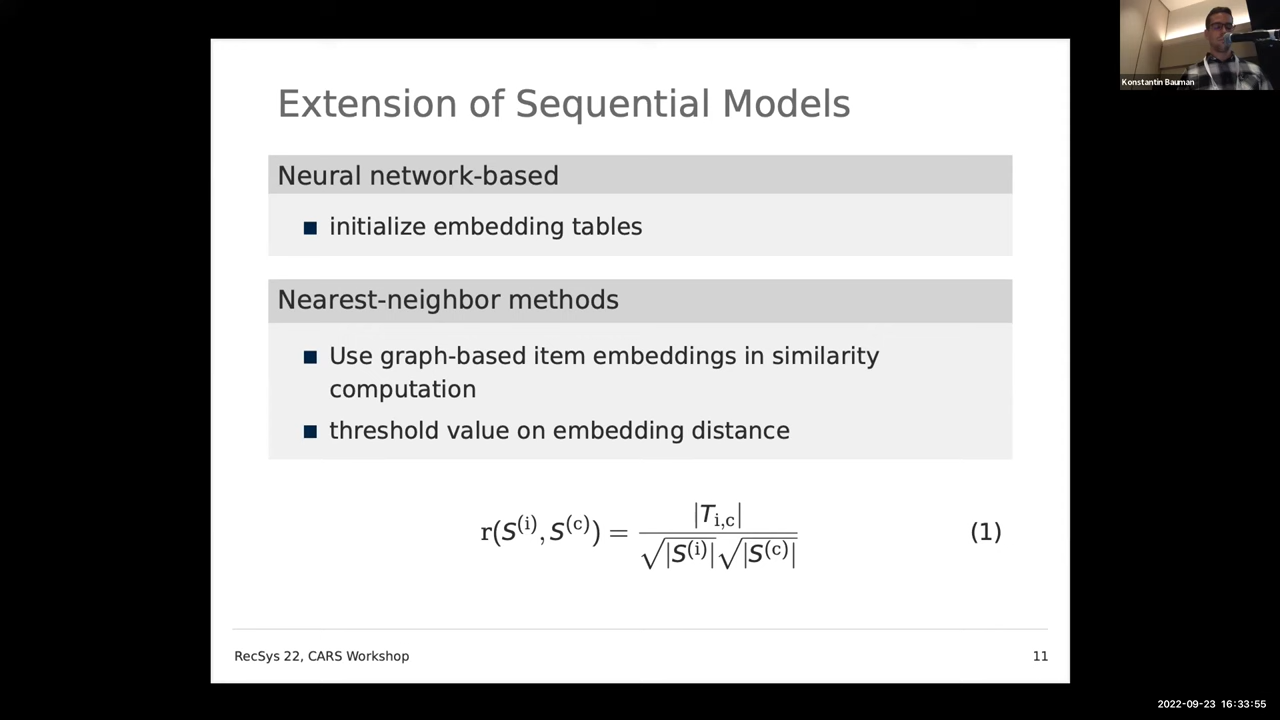 Extension of Sequential Models
Konstantin Bauman
Neural network-based
■ initialize embedding tables
Nearest-neighbor methods
■ Use graph-based item embeddings in similarity
computation
■ threshold value on embedding distance
r(S^(i), S^(c)) = |T_i,c| / √|S^(i)|√|S^(c)| (1)
RecSys 22, CARS Workshop 11
2022-09-23 16:33:55